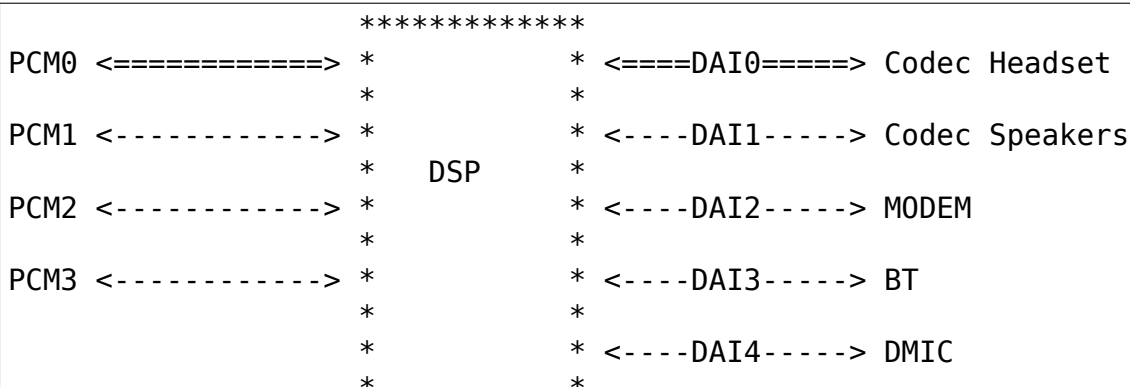 *************
PCM0 <============> *           * <====DAI0=====> Codec Headset
                    *           *
PCM1 <------------> *           * <----DAI1-----> Codec Speakers
                    *   DSP     *
PCM2 <------------> *           * <----DAI2-----> MODEM
                    *           *
PCM3 <------------> *           * <----DAI3-----> BT
                    *           *
                    *           * <----DAI4-----> DMIC
                    *           *